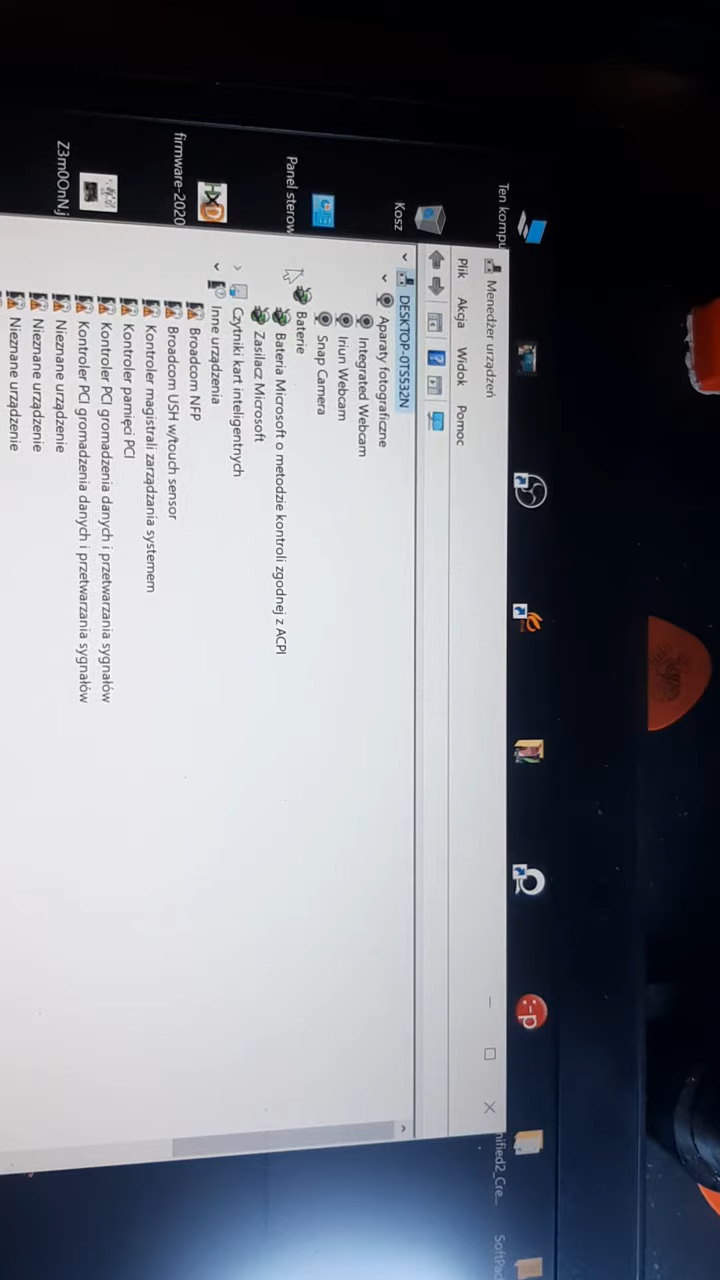 Ten kompu
Kosz
Panel sterow
firmware-2020
Z3m0OnNj
nified2_Cre...
SoftPac
Menedżer urządzeń
Plik Akcja Widok Pomoc
DESKTOP-0TS532N
Aparaty fotograficzne
Integrated Webcam
Iriun Webcam
Snap Camera
Baterie
Bateria Microsoft o metodzie kontroli zgodnej z ACPI
Zasilacz Microsoft
Czytniki kart inteligentnych
Inne urządzenia
Broadcom NFP
Broadcom USH w/touch sensor
Kontroler magistrali zarządzania systemem
Kontroler pamięci PCI
Kontroler PCI gromadzenia danych i przetwarzania sygnałów
Kontroler PCI gromadzenia danych i przetwarzania sygnałów
Nieznane urządzenie
Nieznane urządzenie
Nieznane urządzenie